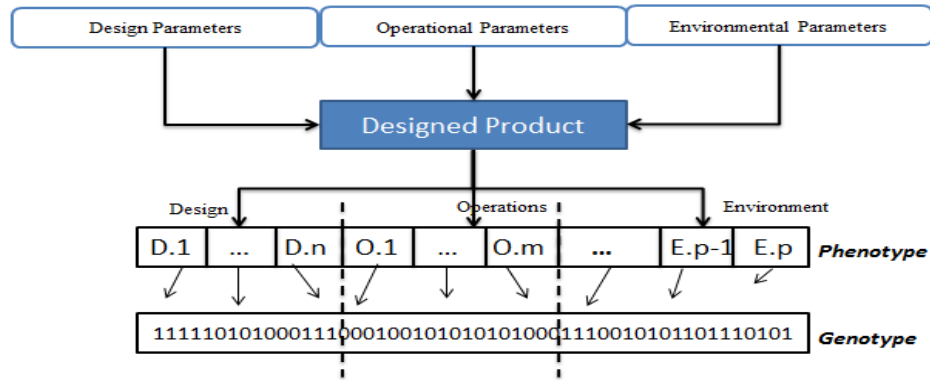 Design Parameters Operational Parameters Environmental Parameters
Designed Product
Design Operations Environment
D.1 ... D.n O.1 ... O.m ... E.p-1 E.p Phenotype
1111101010001110001001010101010001110010101101110101 Genotype